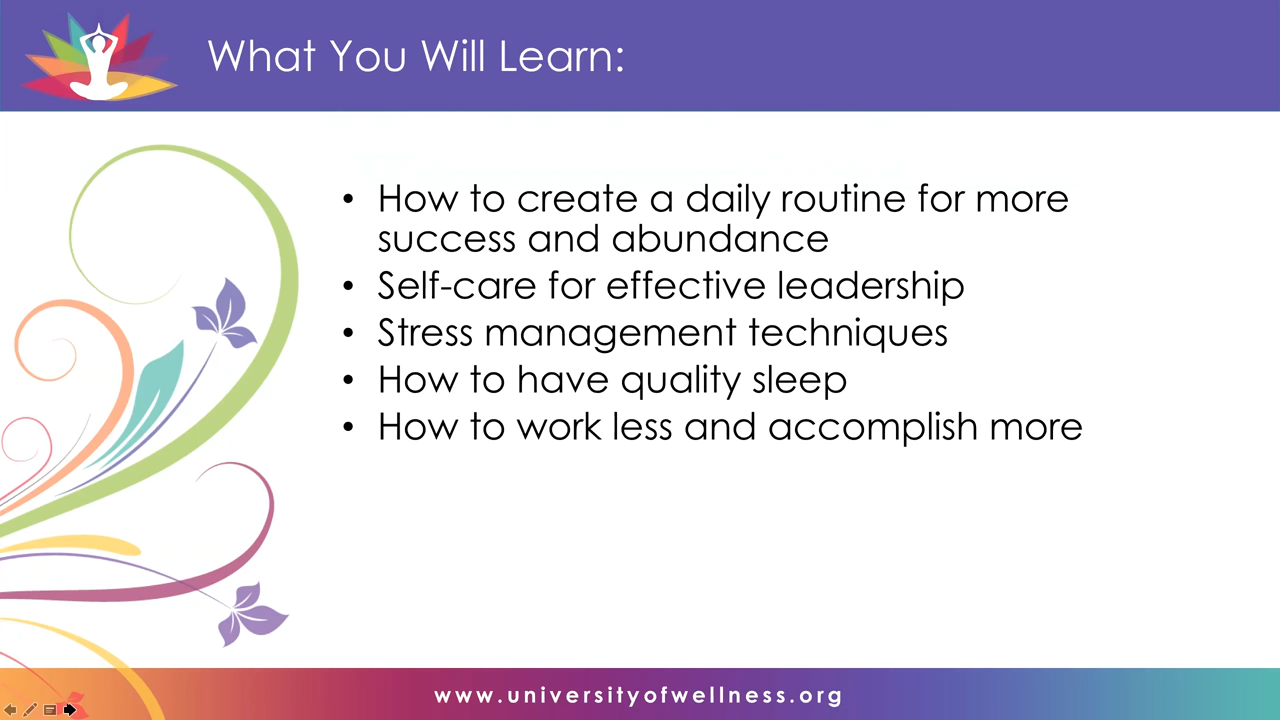 What You Will Learn:
• How to create a daily routine for more
success and abundance
• Self-care for effective leadership
• Stress management techniques
• How to have quality sleep
• How to work less and accomplish more
www.universityofwellness.org